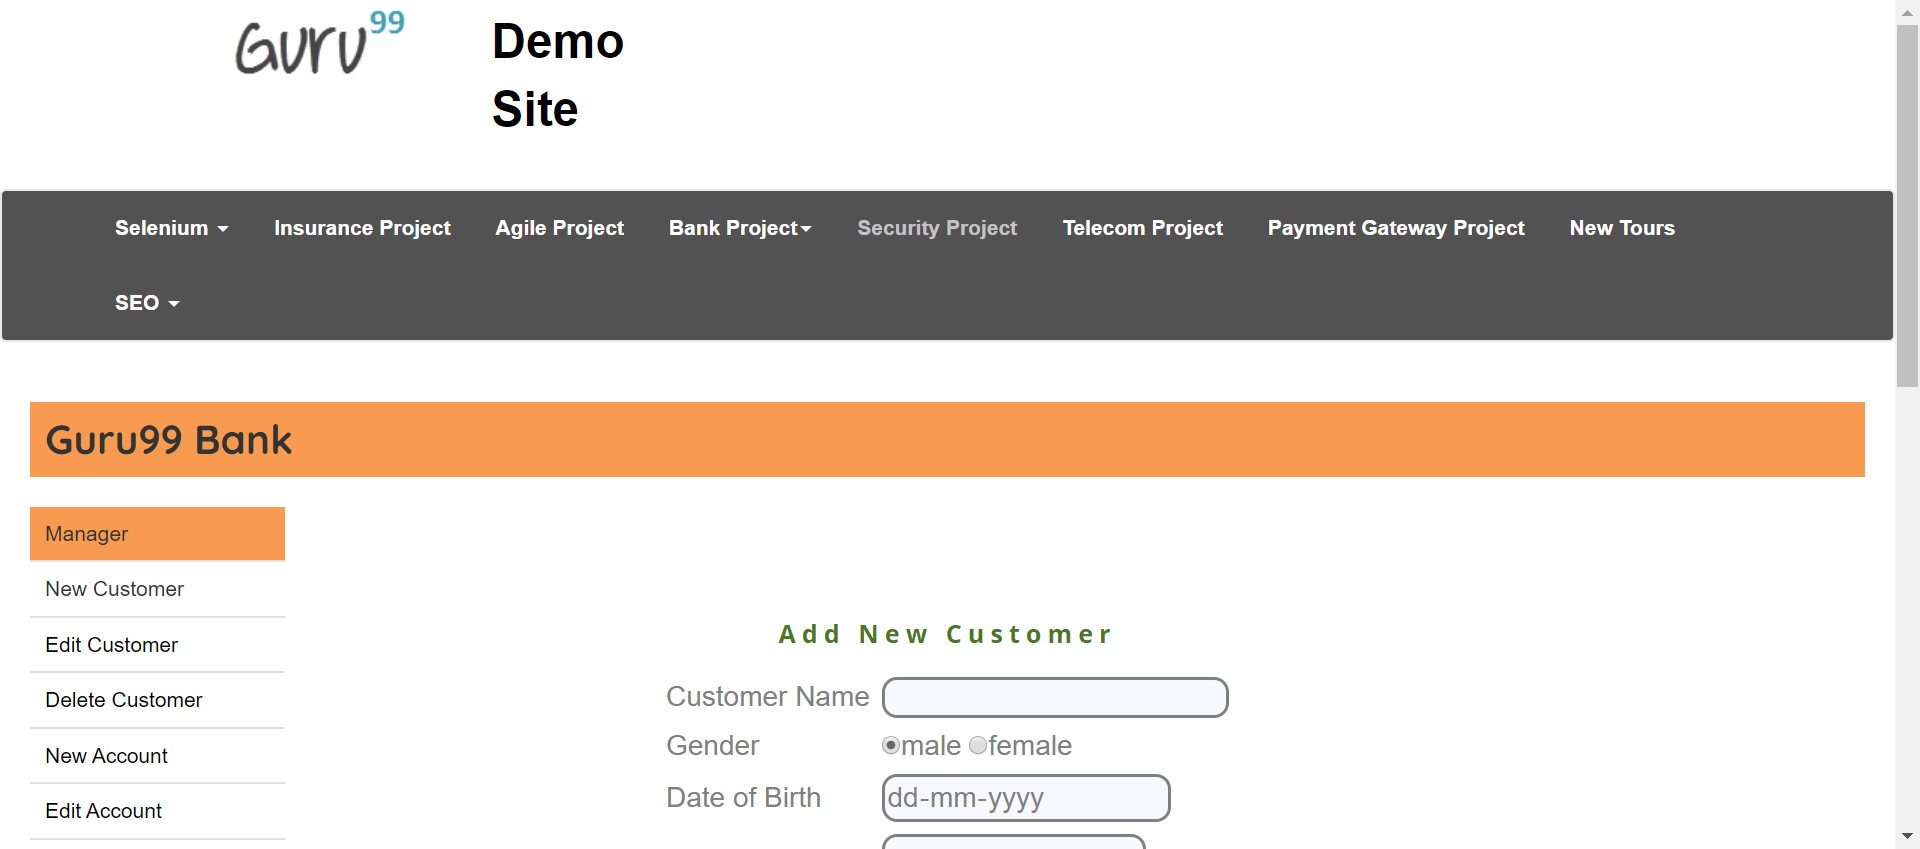 Guru99
Demo
Site
Selenium Insurance Project Agile Project Bank Project Security Project Telecom Project Payment Gateway Project New Tours
SEO
Guru99 Bank
Manager
New Customer
Edit Customer
Delete Customer
New Account
Edit Account
Add New Customer
Customer Name
Gender male female
Date of Birth dd-mm-yyyy